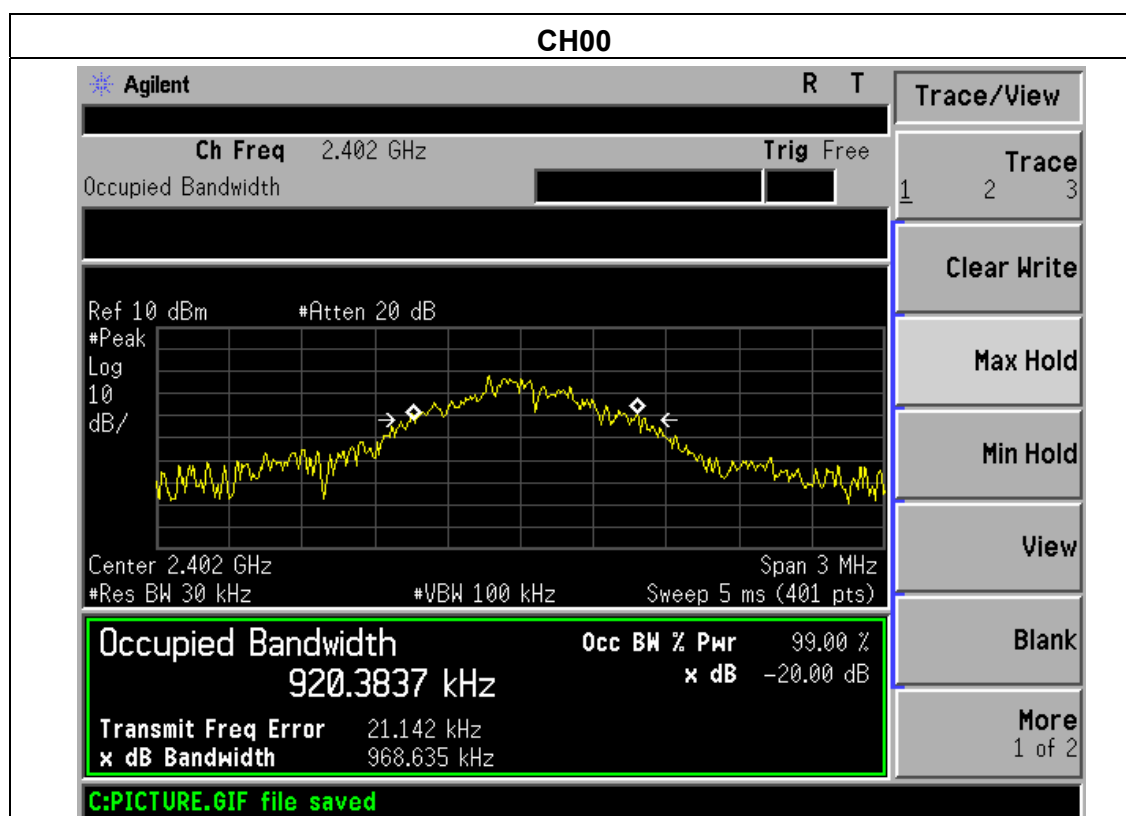 CH00
Agilent R T
Ch Freq 2.402 GHz Trig Free
Occupied Bandwidth
Ref 10 dBm #Atten 20 dB
#Peak
Log
10
dB/
Center 2.402 GHz Span 3 MHz
#Res BW 30 kHz #VBW 100 kHz Sweep 5 ms (401 pts)
Occupied Bandwidth Occ BW % Pwr 99.00 %
920.3837 kHz x dB -20.00 dB
Transmit Freq Error 21.142 kHz
x dB Bandwidth 968.635 kHz
C:PICTURE.GIF file saved
Trace/View
Trace
1 2 3
Clear Write
Max Hold
Min Hold
View
Blank
More
1 of 2